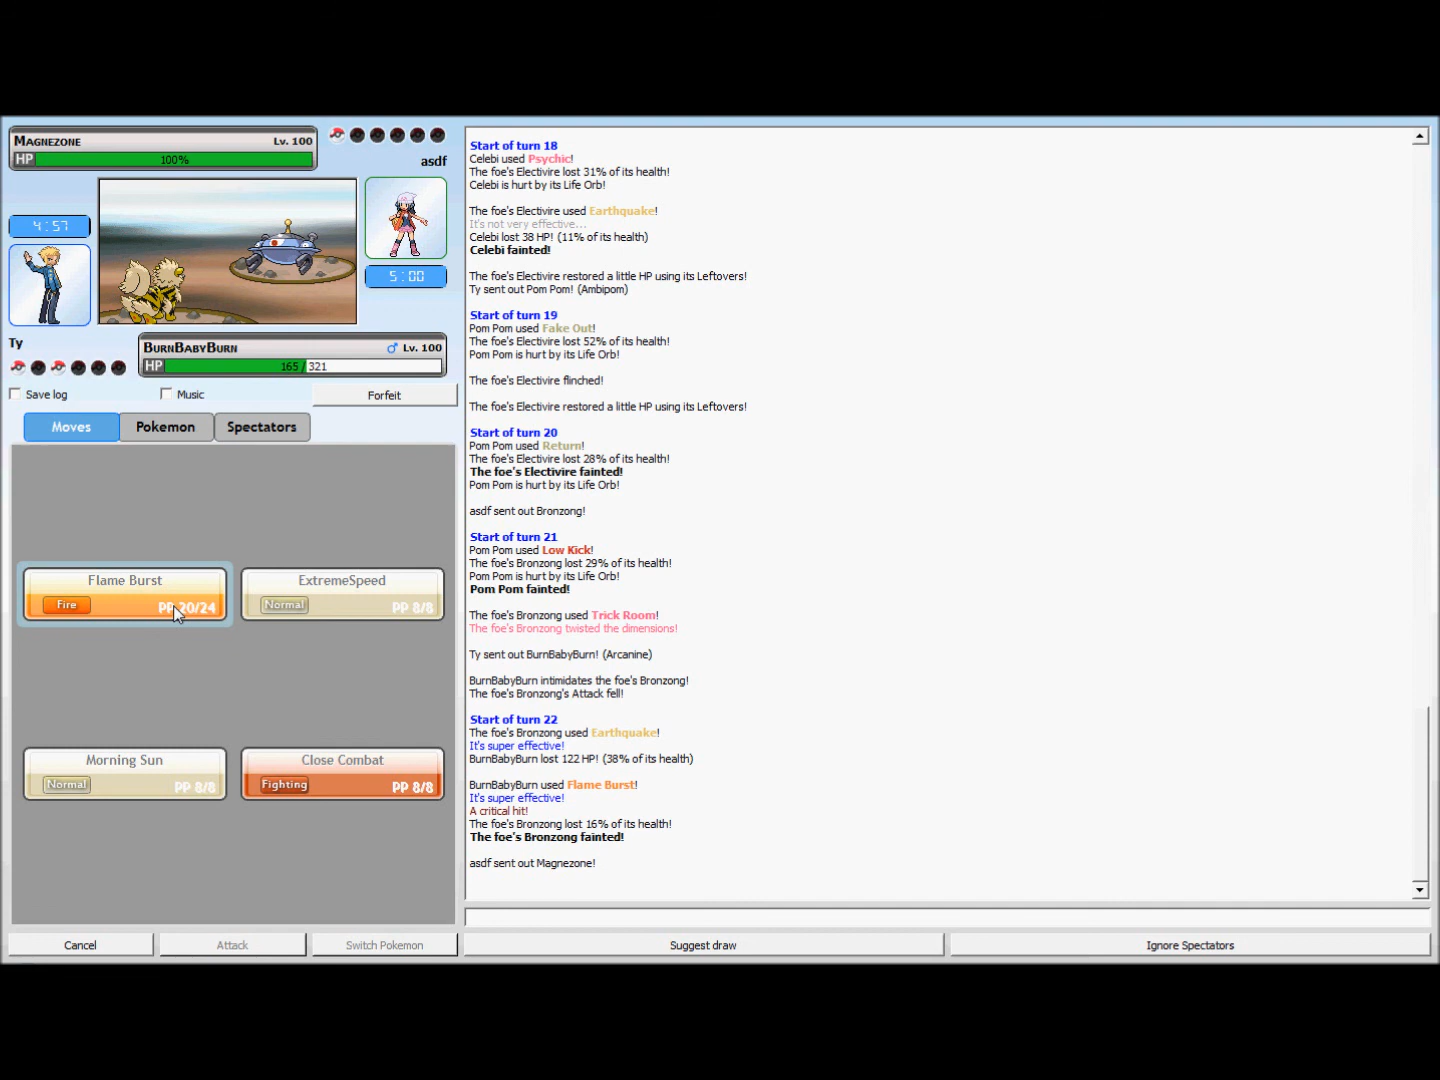 MAGNEZONE Lv. 100
HP 100%
asdf
4:57
5:00
Ty
BURNBABYBURN ♂ Lv. 100
HP 165 / 321
Save log
Music
Forfeit
Moves
Pokemon
Spectators
Flame Burst
Fire PP 20/24
ExtremeSpeed
Normal PP 8/8
Morning Sun
Normal PP 8/8
Close Combat
Fighting PP 8/8
Cancel
Attack
Switch Pokemon
Start of turn 18
Celebi used Psychic!
The foe's Electivire lost 31% of its health!
Celebi is hurt by its Life Orb!
The foe's Electivire used Earthquake!
It's not very effective...
Celebi lost 38 HP! (11% of its health)
Celebi fainted!
The foe's Electivire restored a little HP using its Leftovers!
Ty sent out Pom Pom! (Ambipom)
Start of turn 19
Pom Pom used Fake Out!
The foe's Electivire lost 52% of its health!
Pom Pom is hurt by its Life Orb!
The foe's Electivire flinched!
The foe's Electivire restored a little HP using its Leftovers!
Start of turn 20
Pom Pom used Return!
The foe's Electivire lost 28% of its health!
The foe's Electivire fainted!
Pom Pom is hurt by its Life Orb!
asdf sent out Bronzong!
Start of turn 21
Pom Pom used Low Kick!
The foe's Bronzong lost 29% of its health!
Pom Pom is hurt by its Life Orb!
Pom Pom fainted!
The foe's Bronzong used Trick Room!
The foe's Bronzong twisted the dimensions!
Ty sent out BurnBabyBurn! (Arcanine)
BurnBabyBurn intimidates the foe's Bronzong!
The foe's Bronzong's Attack fell!
Start of turn 22
The foe's Bronzong used Earthquake!
It's super effective!
BurnBabyBurn lost 122 HP! (38% of its health)
BurnBabyBurn used Flame Burst!
It's super effective!
A critical hit!
The foe's Bronzong lost 16% of its health!
The foe's Bronzong fainted!
asdf sent out Magnezone!
Suggest draw
Ignore Spectators